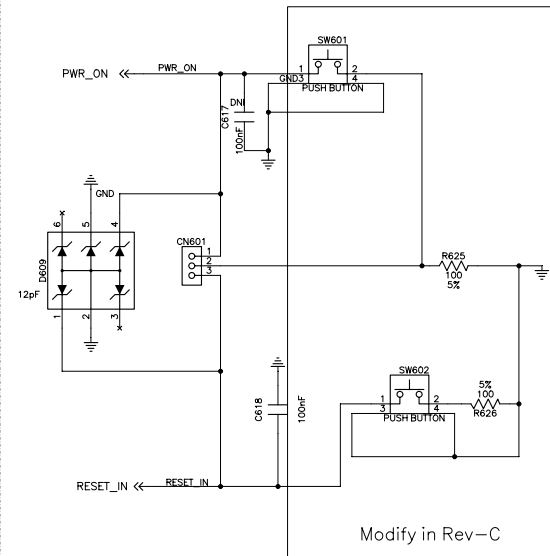 SW601
PWR_ON
PWR_ON
1
2
GND3
4
PUSH BUTTON
DNI
C617
100nF
GND
6
5
4
D609
12pF
1
2
3
CN601
1
2
3
R625
100
5%
SW602
1
2
3
4
PUSH BUTTON
5%
100
R626
C618
100nF
RESET_IN
RESET_IN
Modify in Rev-C